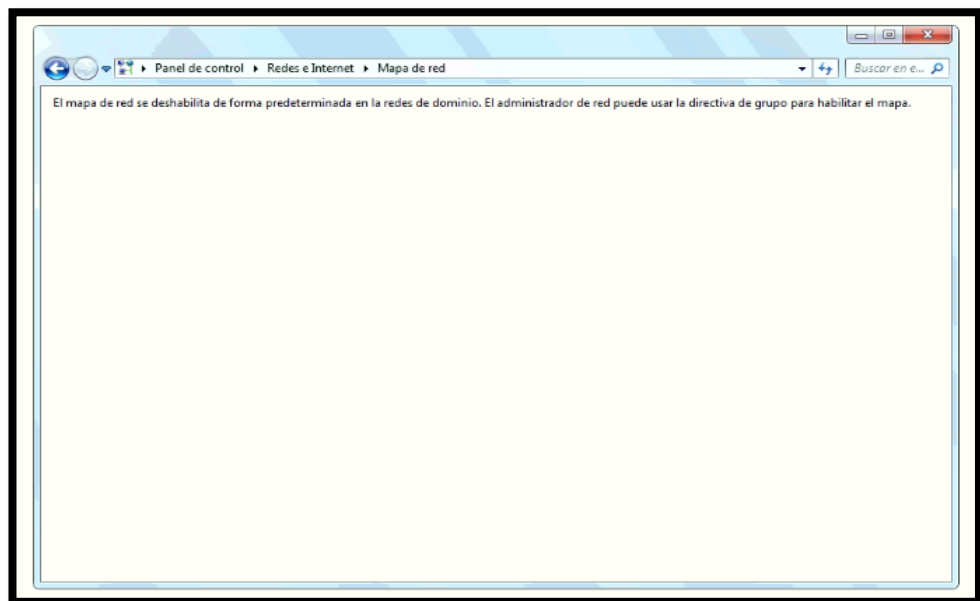 Panel de control ▸ Redes e Internet ▸ Mapa de red
Buscar en e...
El mapa de red se deshabilita de forma predeterminada en la redes de dominio. El administrador de red puede usar la directiva de grupo para habilitar el mapa.